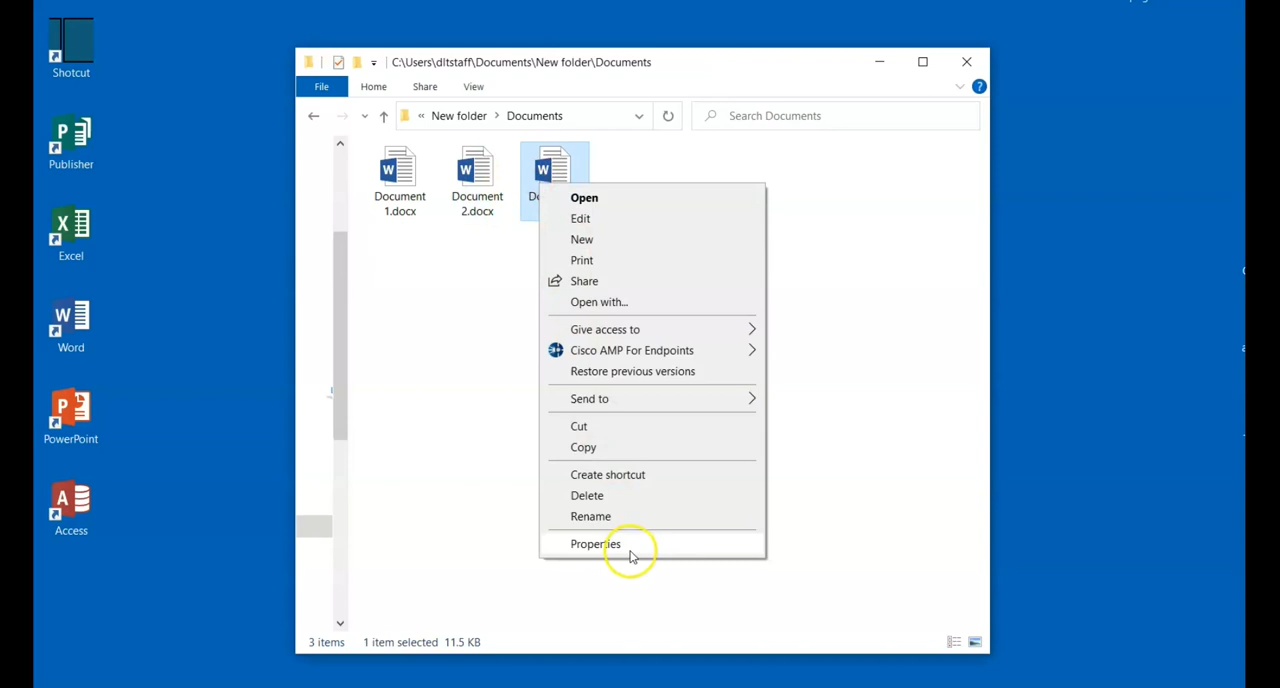 Shotcut
Publisher
Excel
Word
PowerPoint
Access
C:\Users\dltstaff\Documents\New folder\Documents
File Home Share View
« New folder > Documents
Search Documents
Document 1.docx
Document 2.docx
Open
Edit
New
Print
Share
Open with...
Give access to
Cisco AMP For Endpoints
Restore previous versions
Send to
Cut
Copy
Create shortcut
Delete
Rename
Properties
3 items 1 item selected 11.5 KB